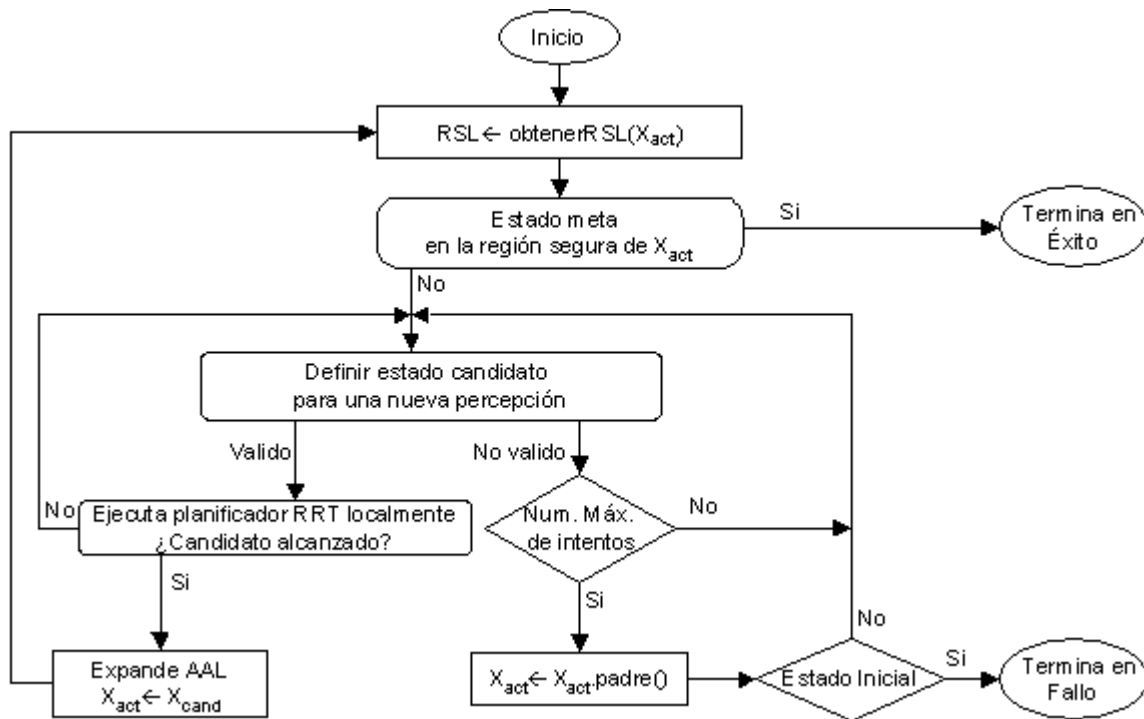 Inicio
RSL← obtenerRSL(Xact)
Estado meta
en la región segura de Xact
Si
Termina en
Éxito
No
Definir estado candidato
para una nueva percepción
Valido
No valido
No
Ejecuta planificador RRT localmente
¿Candidato alcanzado?
Num. Máx.
de intentos
No
Si
Si
No
Expande AAL
Xact← Xcand
Xact← Xact.padre()
Estado Inicial
Si
Termina en
Fallo